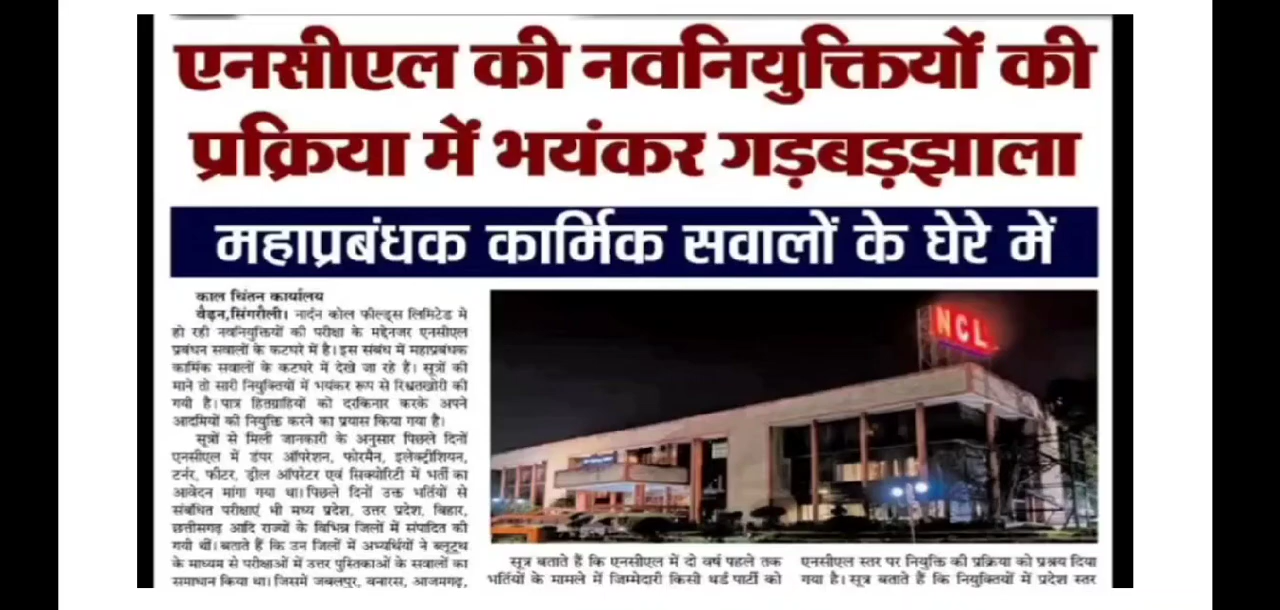 एनसीएल की नवनियुक्तियों की
प्रक्रिया में भयंकर गड़बड़झाला
महाप्रबंधक कार्मिक सवालों के घेरे में
काल चिंतन कार्यालय
वैढ़न,सिंगरौली। नार्दन कोल फील्ड्स लिमिटेड में
हो रही नवनियुक्तियों की परीक्षा के मद्देनजर एनसीएल
प्रबंधन सवालों के कटघरे में है। इस संबंध में महाप्रबंधक
कार्मिक सवालों के कटघरे में देखे जा रहे हैं। सूत्रों की
माने तो सारी नियुक्तियों में भयंकर रूप से रिश्वतखोरी की
गयी है। पात्र हितग्राहियों को दरकिनार करके अपने
आदमियों की नियुक्ति करने का प्रयास किया गया है।
सूत्रों से मिली जानकारी के अनुसार पिछले दिनों
एनसीएल में डंपर ऑपरेशन, फोरमैन, इलेक्ट्रीशियन,
टर्नर, फीटर, ड्रील ऑपरेटर एवं सिक्योरिटी में भर्ती का
आवेदन मांगा गया था। पिछले दिनों उक्त भर्तियों से
संबंधित परीक्षाएं भी मध्य प्रदेश, उत्तर प्रदेश, बिहार,
छत्तीसगढ़ आदि राज्यों के विभिन्न जिलों में संपादित की
गयी थीं। बताते हैं कि उन जिलों में अभ्यर्थियों ने ब्लूटूथ
के माध्यम से परीक्षाओं में उत्तर पुस्तिकाओं के सवालों का
समाधान किया था। जिसमें जबलपुर, बनारस, आजमगढ़,
NCL
सूत्र बताते हैं कि एनसीएल में दो वर्ष पहले तक
भर्तियों के मामले में जिम्मेदारी किसी थर्ड पार्टी को
एनसीएल स्तर पर नियुक्ति की प्रक्रिया को प्रश्रय दिया
गया है। सूत्र बताते हैं कि नियुक्तियों में प्रदेश स्तर